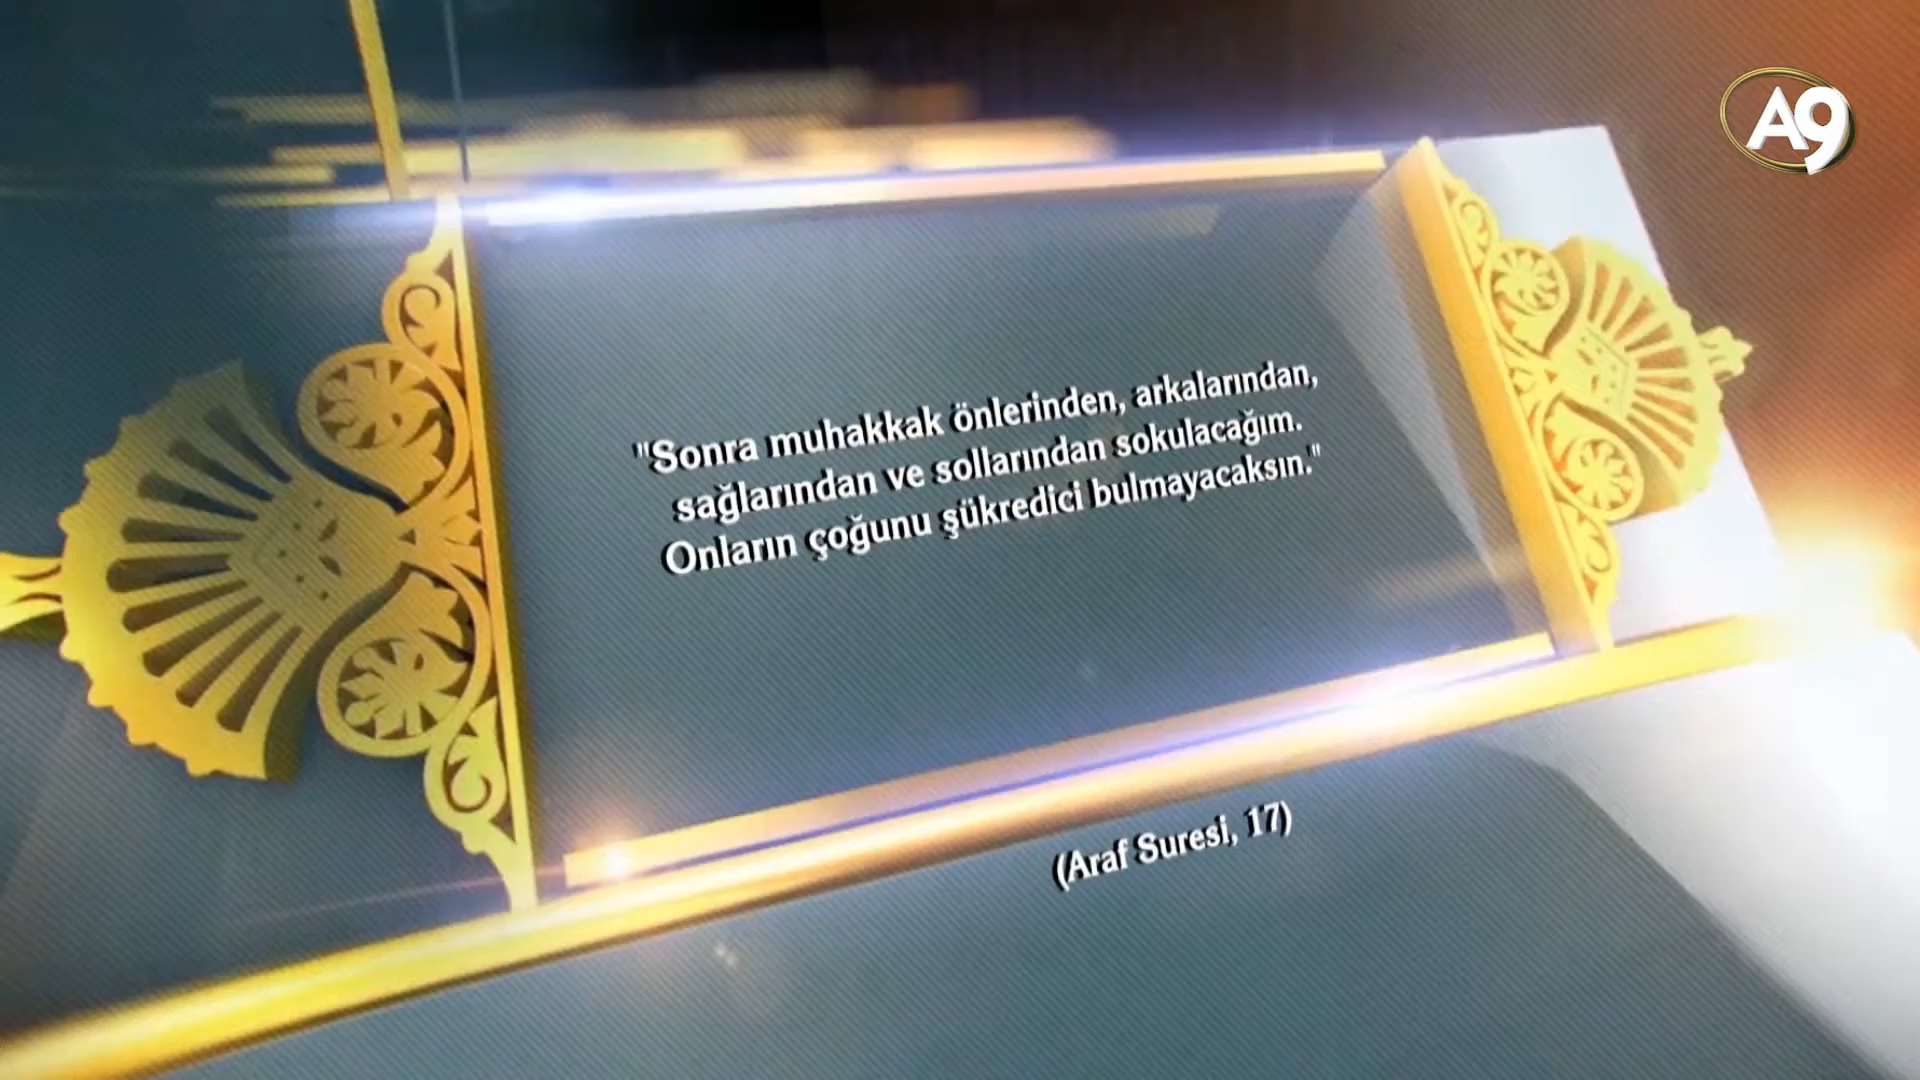 A9
"Sonra muhakkak önlerinden, arkalarından,
sağlarından ve sollarından sokulacağım.
Onların çoğunu şükredici bulmayacaksın."
(Araf Suresi, 17)